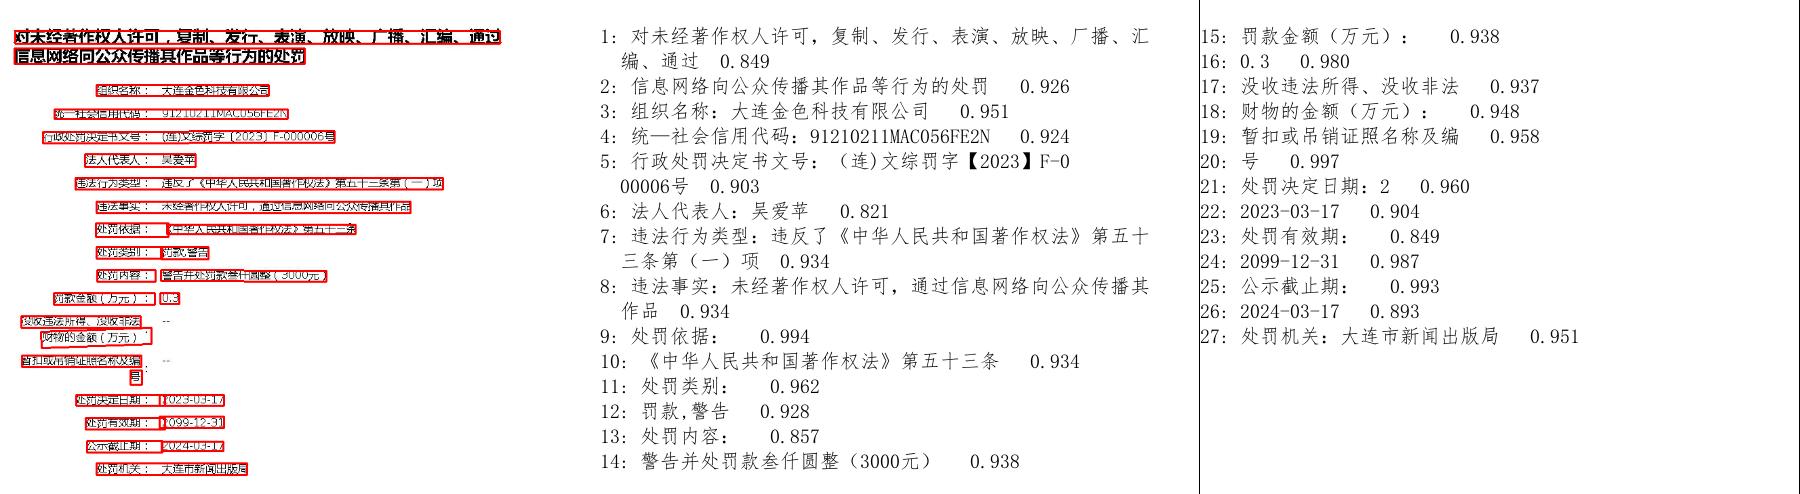 对未经著作权人许可，复制、发行、表演、放映、广播、汇编、通过
信息网络向公众传播其作品等行为的处罚
组织名称： 大连金色科技有限公司
统一社会信用代码： 91210211MAC056FE2N
行政处罚决定书文号： (连)文综罚字【2023】F-000006号
法人代表人： 吴爱苹
违法行为类型： 违反了《中华人民共和国著作权法》第五十三条第（一）项
违法事实： 未经著作权人许可，通过信息网络向公众传播其作品
处罚依据： 《中华人民共和国著作权法》第五十三条
处罚类别： 罚款,警告
处罚内容： 警告并处罚款叁仟圆整（3000元）
罚款金额（万元）： 0.3
没收违法所得、没收非法 --
财物的金额（万元）：
暂扣或吊销证照名称及编 --
号：
处罚决定日期： 2023-03-17
处罚有效期： 2099-12-31
公示截止期： 2024-03-17
处罚机关： 大连市新闻出版局
1: 对未经著作权人许可，复制、发行、表演、放映、广播、汇
编、通过 0.849
2: 信息网络向公众传播其作品等行为的处罚 0.926
3: 组织名称：大连金色科技有限公司 0.951
4: 统一社会信用代码：91210211MAC056FE2N 0.924
5: 行政处罚决定书文号：（连)文综罚字【2023】F-0
00006号 0.903
6: 法人代表人：吴爱苹 0.821
7: 违法行为类型：违反了《中华人民共和国著作权法》第五十
三条第（一）项 0.934
8: 违法事实：未经著作权人许可，通过信息网络向公众传播其
作品 0.934
9: 处罚依据： 0.994
10: 《中华人民共和国著作权法》第五十三条 0.934
11: 处罚类别： 0.962
12: 罚款,警告 0.928
13: 处罚内容： 0.857
14: 警告并处罚款叁仟圆整（3000元） 0.938
15: 罚款金额（万元）： 0.938
16: 0.3 0.980
17: 没收违法所得、没收非法 0.937
18: 财物的金额（万元）： 0.948
19: 暂扣或吊销证照名称及编 0.958
20: 号 0.997
21: 处罚决定日期：2 0.960
22: 2023-03-17 0.904
23: 处罚有效期： 0.849
24: 2099-12-31 0.987
25: 公示截止期： 0.993
26: 2024-03-17 0.893
27: 处罚机关：大连市新闻出版局 0.951